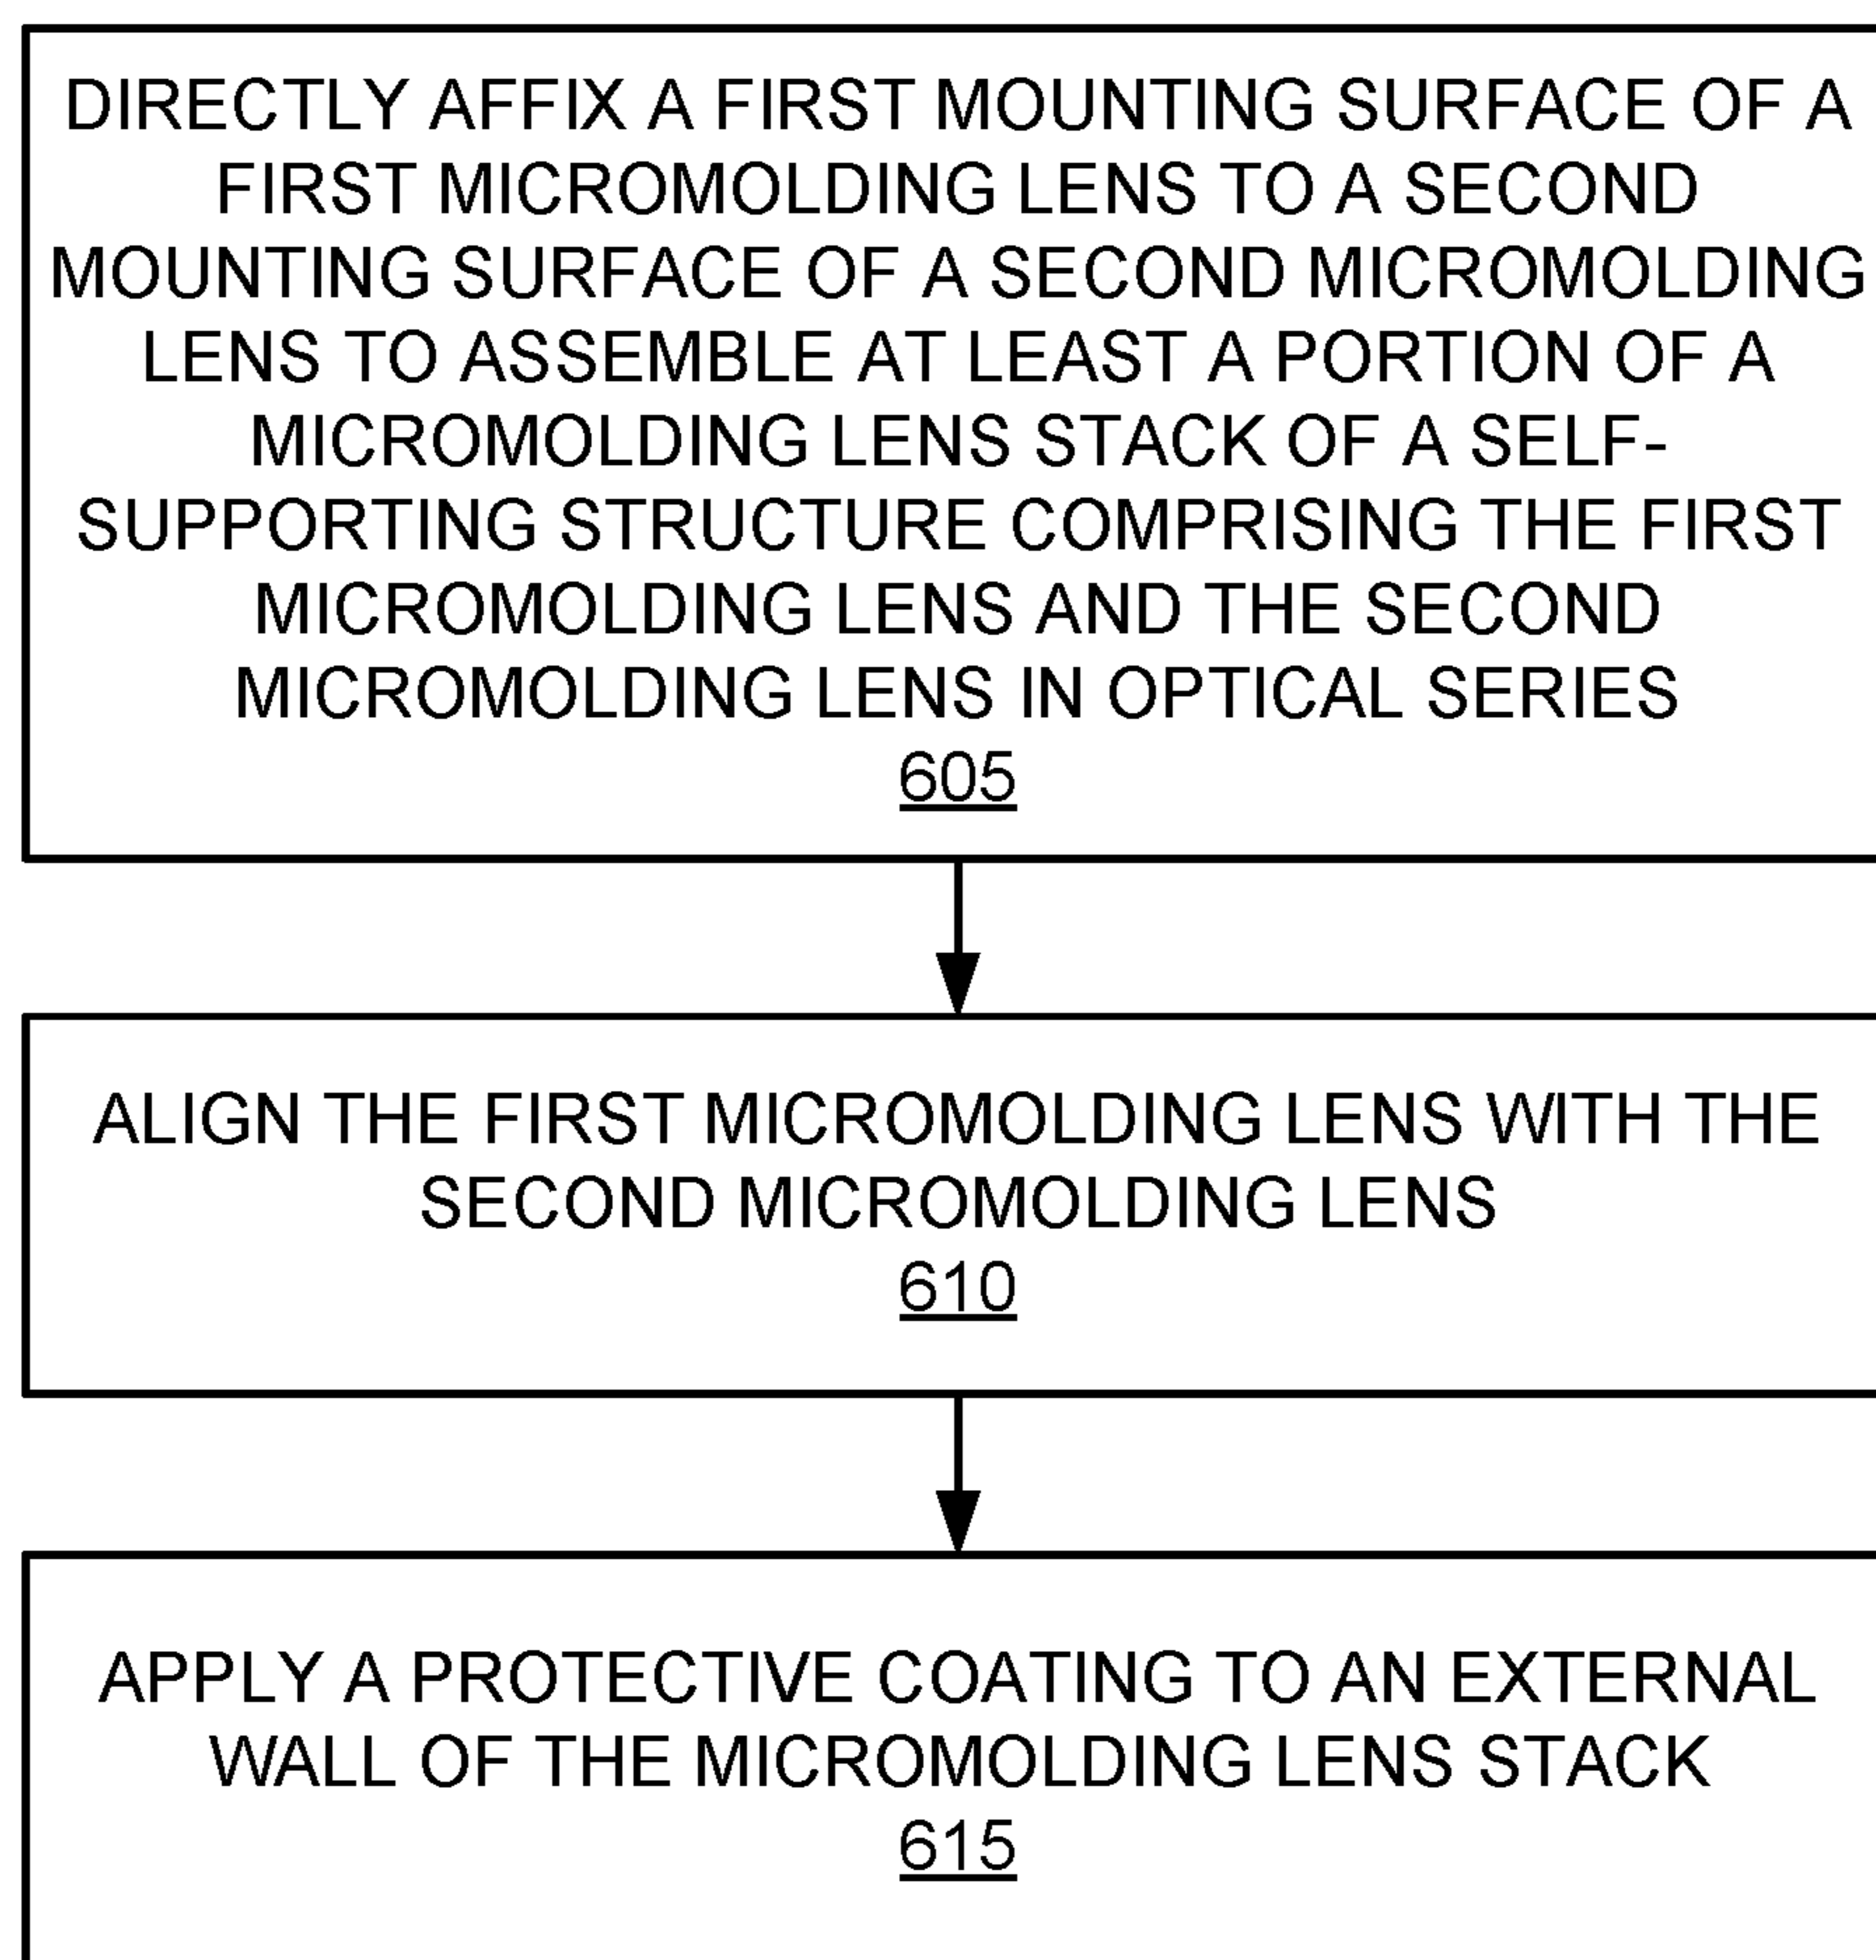 DIRECTLY AFFIX A FIRST MOUNTING SURFACE OF A
FIRST MICROMOLDING LENS TO A SECOND
MOUNTING SURFACE OF A SECOND MICROMOLDING
LENS TO ASSEMBLE AT LEAST A PORTION OF A
MICROMOLDING LENS STACK OF A SELF-
SUPPORTING STRUCTURE COMPRISING THE FIRST
MICROMOLDING LENS AND THE SECOND
MICROMOLDING LENS IN OPTICAL SERIES
605
ALIGN THE FIRST MICROMOLDING LENS WITH THE
SECOND MICROMOLDING LENS
610
APPLY A PROTECTIVE COATING TO AN EXTERNAL
WALL OF THE MICROMOLDING LENS STACK
615